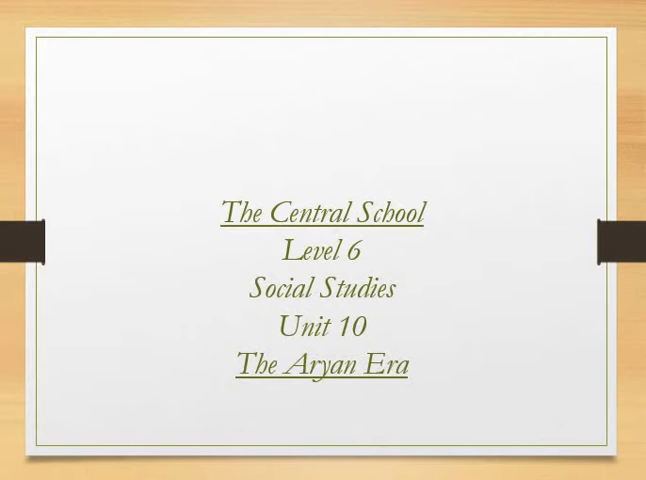 The Central School
Level 6
Social Studies
Unit 10
The Aryan Era